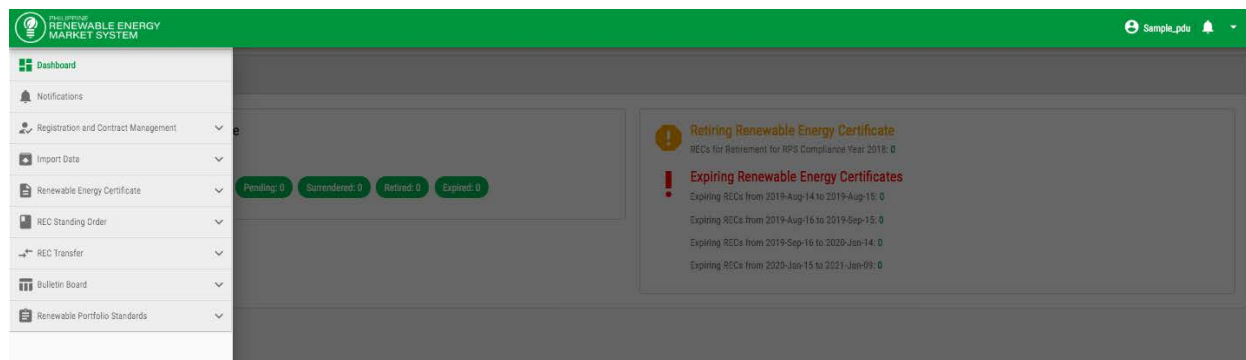 PHILIPPINE
RENEWABLE ENERGY
MARKET SYSTEM
Sample_pdu
Dashboard
Notifications
Registration and Contract Management
Import Data
Renewable Energy Certificate
REC Standing Order
REC Transfer
Bulletin Board
Renewable Portfolio Standards
e
Pending: 0
Surrendered: 0
Retired: 0
Expired: 0
Retiring Renewable Energy Certificate
RECs for Retirement for RPS Compliance Year 2018: 0
Expiring Renewable Energy Certificates
Expiring RECs from 2019-Aug-14 to 2019-Aug-15: 0
Expiring RECs from 2019-Aug-16 to 2019-Sep-15: 0
Expiring RECs from 2019-Sep-16 to 2020-Jan-14: 0
Expiring RECs from 2020-Jan-15 to 2021-Jan-09: 0